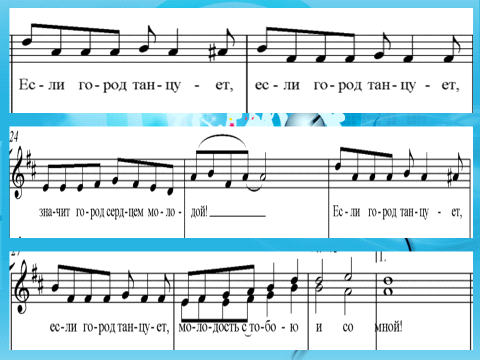 Ес - ли го - род тан - цу - ет, ес - ли го - род тан - цу - ет,
24
зна-чит го-род серд-цем мо-ло- дой! Ес-ли го-род тан-цу - ет,
27 II.
ес-ли го-род тан-цу-ет, мо-ло-дость с то-бо - ю и со мной!